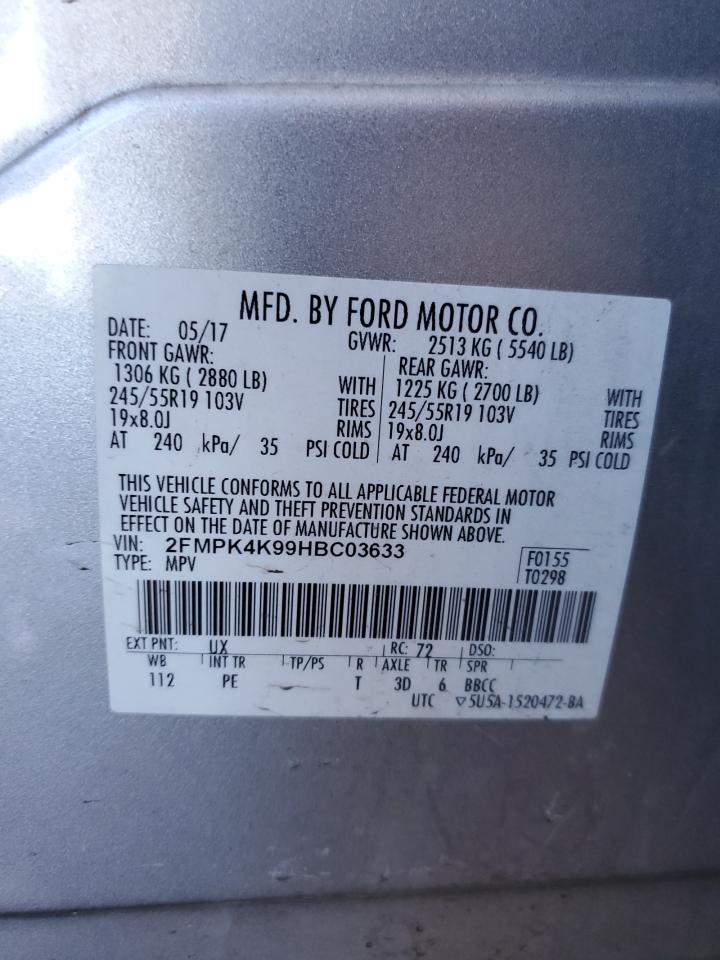 MFD. BY FORD MOTOR CO.
DATE: 05/17 GVWR: 2513 KG ( 5540 LB)
FRONT GAWR: REAR GAWR:
1306 KG ( 2880 LB) WITH 1225 KG ( 2700 LB) WITH
245/55R19 103V TIRES 245/55R19 103V TIRES
19x8.0J RIMS 19x8.0J RIMS
AT 240 kPa/ 35 PSI COLD AT 240 kPa/ 35 PSI COLD
THIS VEHICLE CONFORMS TO ALL APPLICABLE FEDERAL MOTOR
VEHICLE SAFETY AND THEFT PREVENTION STANDARDS IN
EFFECT ON THE DATE OF MANUFACTURE SHOWN ABOVE.
VIN: 2FMPK4K99HBC03633
TYPE: MPV F0155
T0298
EXT PNT: UX RC: 72 DSO:
WB INT TR TP/PS R AXLE TR SPR
112 PE T 3D 6 BBCC
UTC ▽5U5A-1520472-BA